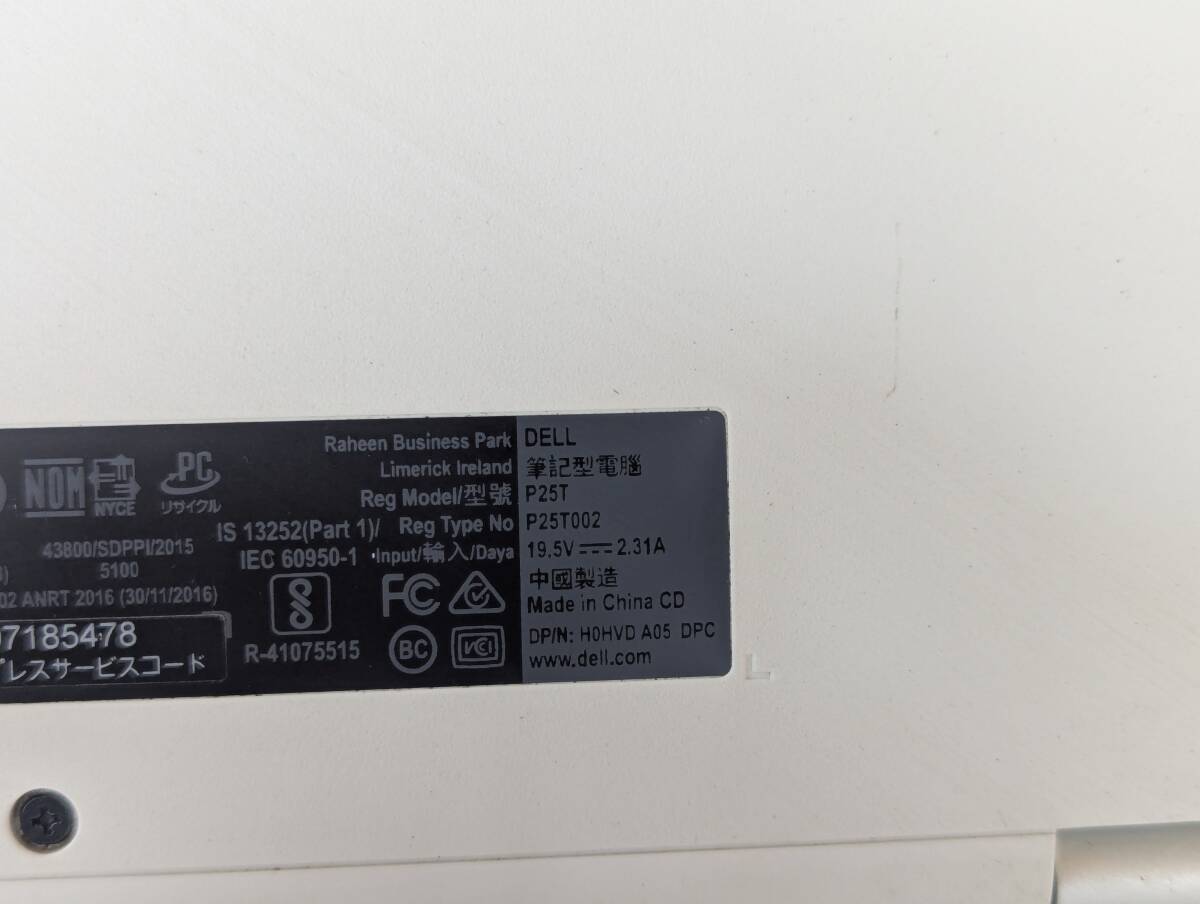 Raheen Business Park
Limerick Ireland
Reg Model/型號
Reg Type No
Input/輸入/Daya
DELL
筆記型電腦
P25T
P25T002
19.5V 2.31A
中國製造
Made in China CD
DP/N: H0HVD A05 DPC
www.dell.com
NOM
NYCE
PC
リサイクル
IS 13252(Part 1)/
IEC 60950-1
43800/SDPPI/2015
5100
02 ANRT 2016 (30/11/2016)
R-41075515
FC
BC
VCI
07185478
プレスサービスコード
L